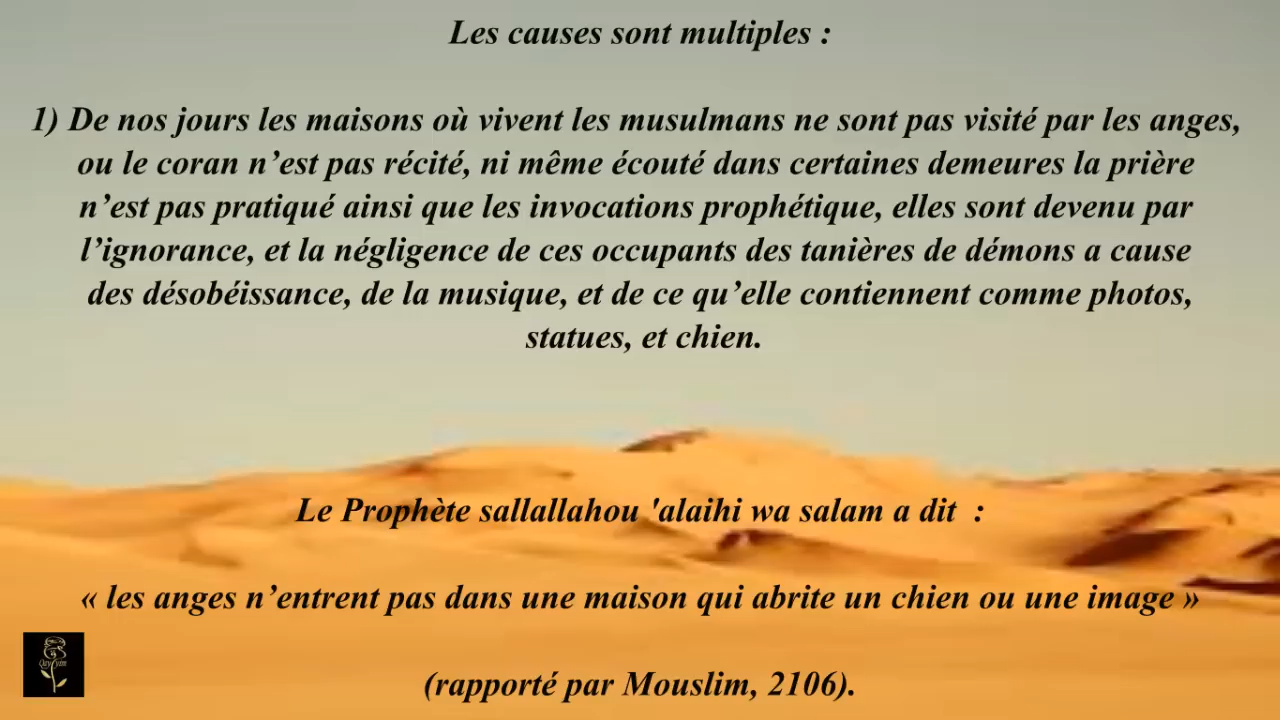 Les causes sont multiples :
1) De nos jours les maisons où vivent les musulmans ne sont pas visité par les anges,
ou le coran n’est pas récité, ni même écouté dans certaines demeures la prière
n’est pas pratiqué ainsi que les invocations prophétique, elles sont devenu par
l’ignorance, et la négligence de ces occupants des tanières de démons a cause
des désobéissance, de la musique, et de ce qu’elle contiennent comme photos,
statues, et chien.
Le Prophète sallallahou 'alaihi wa salam a dit  :
« les anges n’entrent pas dans une maison qui abrite un chien ou une image »
(rapporté par Mouslim, 2106).